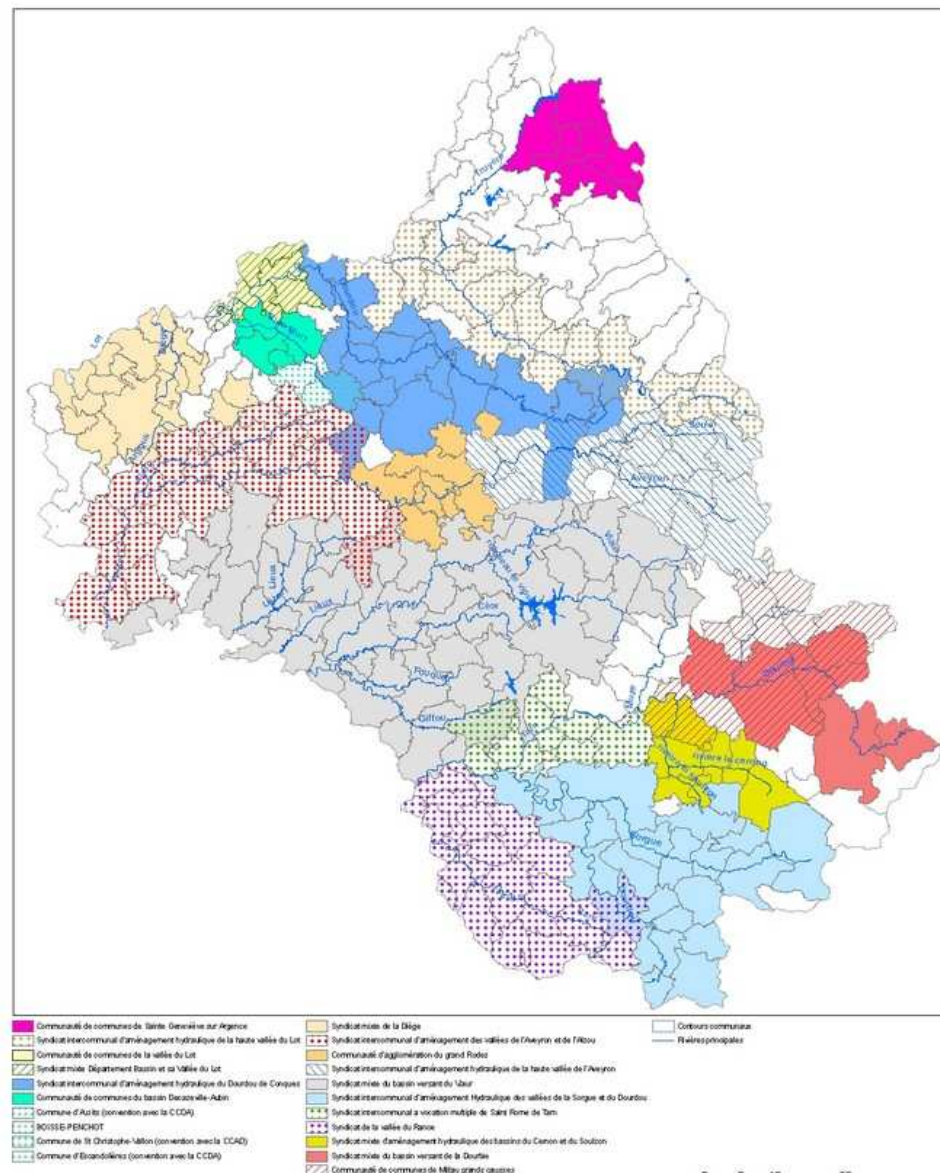 Truyère
Lot
Diège
Serre
Aveyron
Lieux
Viaur
Céor
Giffou
Muze
Dourbie
rivière le cernon
Sorgue
Communauté de communes de Sainte Geneviève sur Argence
Syndicat intercommunal d'aménagement hydraulique de la haute vallée du Lot
Communauté de communes de la vallée du Lot
Syndicat mixte Département Bassin et sa Vallée du Lot
Syndicat intercommunal d'aménagement hydraulique du Dourdou de Conques
Communauté de communes du bassin Decazeville-Aubin
Commune d'Auzits (convention avec la CCDA)
BOISSE-PENCHOT
Commune de St Christophe-Vallon (convention avec la CCAD)
Commune d'Escandolières (convention avec la CCDA)
Syndicat mixte de la Diège
Syndicat intercommunal d'aménagement des vallées de l'Aveyron et de l'Alzou
Communauté d'agglomération du grand Rodez
Syndicat intercommunal d'aménagement hydraulique de la haute vallée de l'Aveyron
Syndicat mixte du bassin versant du Viaur
Syndicat intercommunal d'aménagement Hydraulique des vallées de la Sorgue et du Dourdou
Syndicat intercommunal a vocation multiple de Saint Rome de Tarn
Syndicat de la vallée du Rance
Syndicat mixte d'aménagement hydraulique des bassins du Cernon et du Soulzon
Syndicat mixte du bassin versant de la Dourbie
Communauté de communes de Millau grands causses
Contours communaux
Rivières principales